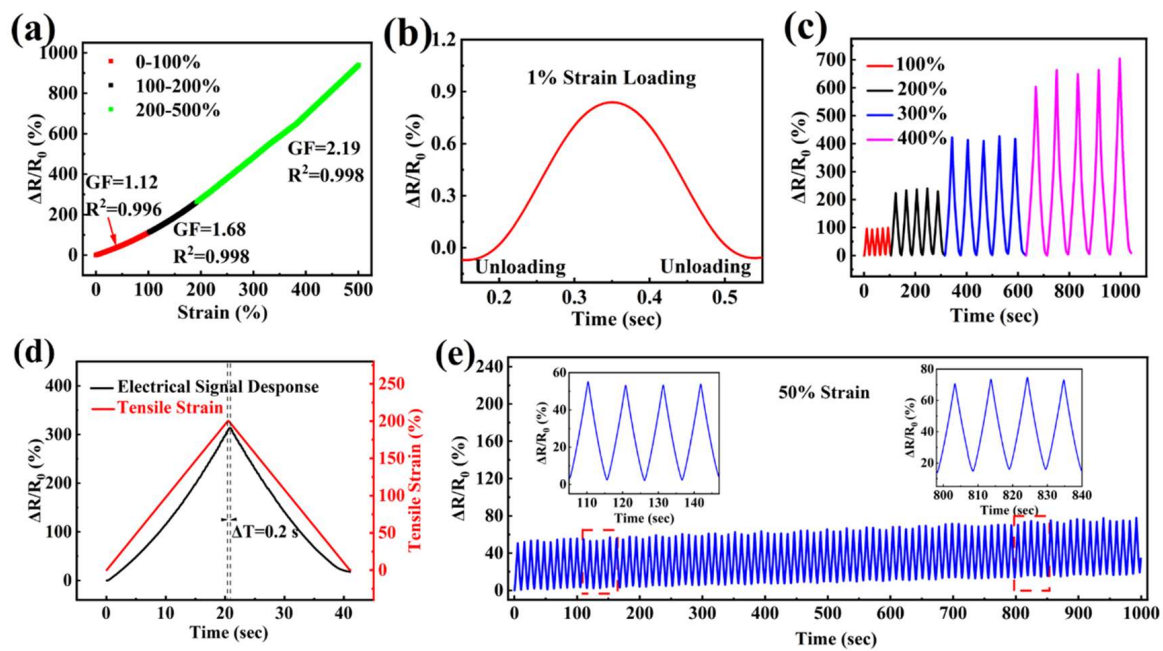 (a)
ΔR/R0 (%)
1000
800
600
400
200
0
0-100%
100-200%
200-500%
GF=1.12
R2=0.996
GF=1.68
R2=0.998
GF=2.19
R2=0.998
0 100 200 300 400 500
Strain (%)
(b)
ΔR/R0 (%)
1.2
0.9
0.6
0.3
0.0
1% Strain Loading
Unloading
Unloading
0.2 0.3 0.4 0.5
Time (sec)
(c)
ΔR/R0 (%)
700
600
500
400
300
200
100
0
100%
200%
300%
400%
0 200 400 600 800 1000
Time (sec)
(d)
ΔR/R0 (%)
400
300
200
100
0
Electrical Signal Desponse
Tensile Strain
ΔT=0.2 s
250
200
150
100
50
0
Tensile Strain (%)
0 10 20 30 40
Time (sec)
(e)
ΔR/R0 (%)
240
200
160
120
80
40
0
50% Strain
ΔR/R0 (%)
60
40
20
0
110 120 130 140
Time (sec)
ΔR/R0 (%)
80
60
40
20
800 810 820 830 840
Time (sec)
0 100 200 300 400 500 600 700 800 900 1000
Time (sec)